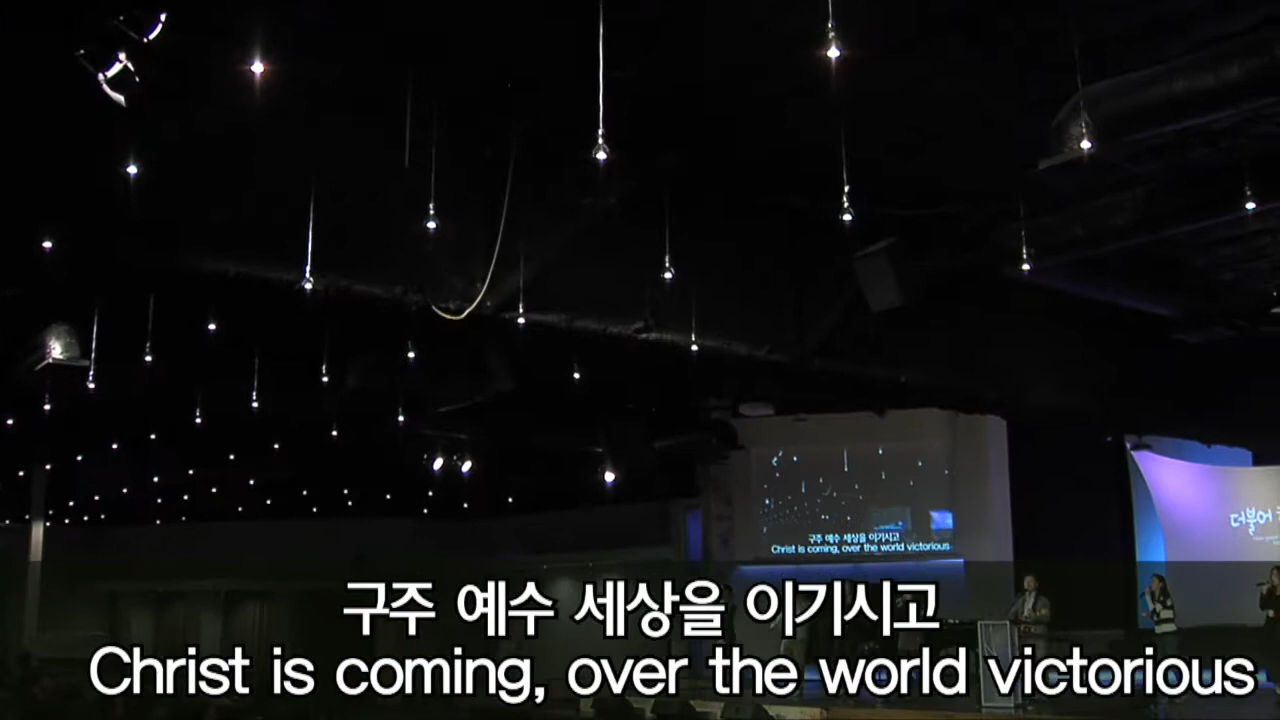 더불어
구주 예수 세상을 이기시고
Christ is coming, over the world victorious
구주 예수 세상을 이기시고
Christ is coming, over the world victorious